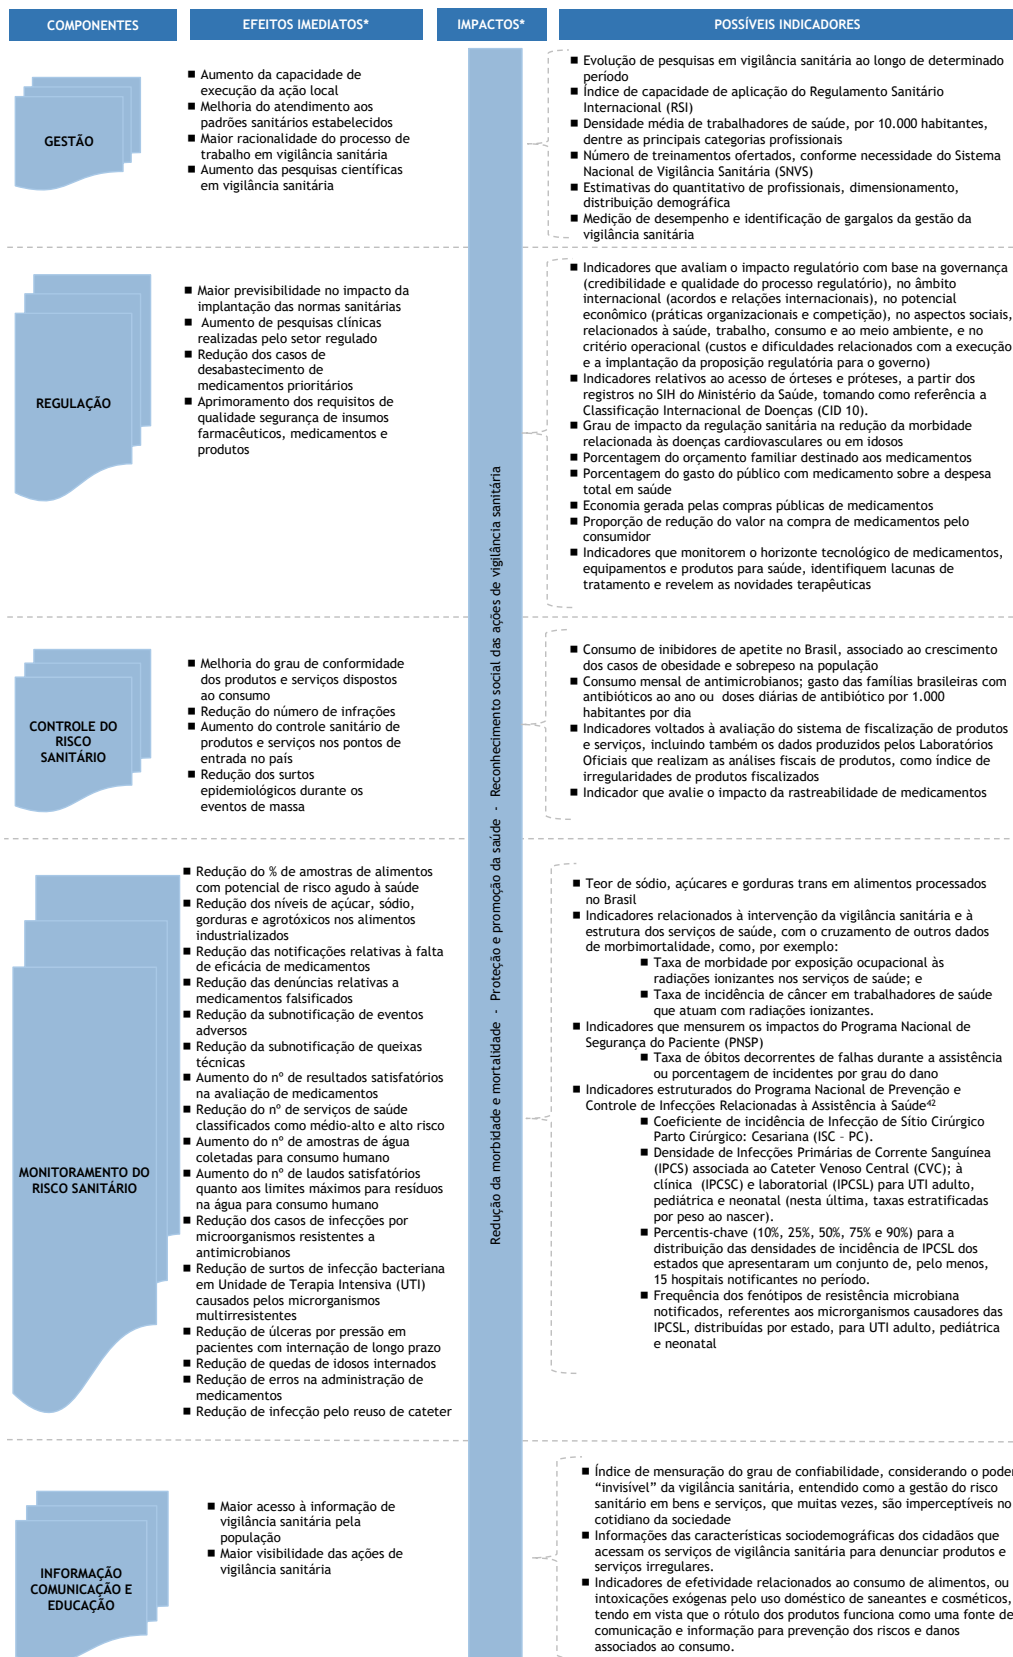 COMPONENTES
EFEITOS IMEDIATOS*
IMPACTOS*
POSSÍVEIS INDICADORES
GESTÃO
■ Aumento da capacidade de
execução da ação local
■ Melhoria do atendimento aos
padrões sanitários estabelecidos
■ Maior racionalidade do processo de
trabalho em vigilância sanitária
■ Aumento das pesquisas científicas
em vigilância sanitária
■ Evolução de pesquisas em vigilância sanitária ao longo de determinado
período
■ Índice de capacidade de aplicação do Regulamento Sanitário
Internacional (RSI)
■ Densidade média de trabalhadores de saúde, por 10.000 habitantes,
dentre as principais categorias profissionais
■ Número de treinamentos ofertados, conforme necessidade do Sistema
Nacional de Vigilância Sanitária (SNVS)
■ Estimativas do quantitativo de profissionais, dimensionamento,
distribuição demográfica
■ Medição de desempenho e identificação de gargalos da gestão da
vigilância sanitária
REGULAÇÃO
■ Maior previsibilidade no impacto da
implantação das normas sanitárias
■ Aumento de pesquisas clínicas
realizadas pelo setor regulado
■ Redução dos casos de
desabastecimento de
medicamentos prioritários
■ Aprimoramento dos requisitos de
qualidade segurança de insumos
farmacêuticos, medicamentos e
produtos
■ Indicadores que avaliam o impacto regulatório com base na governança
(credibilidade e qualidade do processo regulatório), no âmbito
internacional (acordos e relações internacionais), no potencial
econômico (práticas organizacionais e competição), no aspectos sociais,
relacionados à saúde, trabalho, consumo e ao meio ambiente, e no
critério operacional (custos e dificuldades relacionados com a execução
e a implantação da proposição regulatória para o governo)
■ Indicadores relativos ao acesso de órteses e próteses, a partir dos
registros no SIH do Ministério da Saúde, tomando como referência a
Classificação Internacional de Doenças (CID 10).
■ Grau de impacto da regulação sanitária na redução da morbidade
relacionada às doenças cardiovasculares ou em idosos
■ Porcentagem do orçamento familiar destinado aos medicamentos
■ Porcentagem do gasto do público com medicamento sobre a despesa
total em saúde
■ Economia gerada pelas compras públicas de medicamentos
■ Proporção de redução do valor na compra de medicamentos pelo
consumidor
■ Indicadores que monitorem o horizonte tecnológico de medicamentos,
equipamentos e produtos para saúde, identifiquem lacunas de
tratamento e revelem as novidades terapêuticas
Redução da morbidade e mortalidade - Proteção e promoção da saúde - Reconhecimento social das ações de vigilância sanitária
CONTROLE DO
RISCO
SANITÁRIO
■ Melhoria do grau de conformidade
dos produtos e serviços dispostos
ao consumo
■ Redução do número de infrações
■ Aumento do controle sanitário de
produtos e serviços nos pontos de
entrada no país
■ Redução dos surtos
epidemiológicos durante os
eventos de massa
■ Consumo de inibidores de apetite no Brasil, associado ao crescimento
dos casos de obesidade e sobrepeso na população
■ Consumo mensal de antimicrobianos; gasto das famílias brasileiras com
antibióticos ao ano ou doses diárias de antibiótico por 1.000
habitantes por dia
■ Indicadores voltados à avaliação do sistema de fiscalização de produtos
e serviços, incluindo também os dados produzidos pelos Laboratórios
Oficiais que realizam as análises fiscais de produtos, como índice de
irregularidades de produtos fiscalizados
■ Indicador que avalie o impacto da rastreabilidade de medicamentos
MONITORAMENTO DO
RISCO SANITÁRIO
■ Redução do % de amostras de alimentos
com potencial de risco agudo à saúde
■ Redução dos níveis de açúcar, sódio,
gorduras e agrotóxicos nos alimentos
industrializados
■ Redução das notificações relativas à falta
de eficácia de medicamentos
■ Redução das denúncias relativas a
medicamentos falsificados
■ Redução da subnotificação de eventos
adversos
■ Redução da subnotificação de queixas
técnicas
■ Aumento do nº de resultados satisfatórios
na avaliação de medicamentos
■ Redução do nº de serviços de saúde
classificados como médio-alto e alto risco
■ Aumento do nº de amostras de água
coletadas para consumo humano
■ Aumento do nº de laudos satisfatórios
quanto aos limites máximos para resíduos
na água para consumo humano
■ Redução dos casos de infecções por
microorganismos resistentes a
antimicrobianos
■ Redução de surtos de infecção bacteriana
em Unidade de Terapia Intensiva (UTI)
causados pelos microrganismos
multirresistentes
■ Redução de úlceras por pressão em
pacientes com internação de longo prazo
■ Redução de quedas de idosos internados
■ Redução de erros na administração de
medicamentos
■ Redução de infecção pelo reuso de cateter
■ Teor de sódio, açúcares e gorduras trans em alimentos processados
no Brasil
■ Indicadores relacionados à intervenção da vigilância sanitária e à
estrutura dos serviços de saúde, com o cruzamento de outros dados
de morbimortalidade, como, por exemplo:
■ Taxa de morbidade por exposição ocupacional às
radiações ionizantes nos serviços de saúde; e
■ Taxa de incidência de câncer em trabalhadores de saúde
que atuam com radiações ionizantes.
■ Indicadores que mensurem os impactos do Programa Nacional de
Segurança do Paciente (PNSP)
■ Taxa de óbitos decorrentes de falhas durante a assistência
ou porcentagem de incidentes por grau do dano
■ Indicadores estruturados do Programa Nacional de Prevenção e
Controle de Infecções Relacionadas à Assistência à Saúde⁴²
■ Coeficiente de incidência de Infecção de Sítio Cirúrgico
Parto Cirúrgico: Cesariana (ISC – PC).
■ Densidade de Infecções Primárias de Corrente Sanguínea
(IPCS) associada ao Cateter Venoso Central (CVC); à
clínica (IPCSC) e laboratorial (IPCSL) para UTI adulto,
pediátrica e neonatal (nesta última, taxas estratificadas
por peso ao nascer).
■ Percentis-chave (10%, 25%, 50%, 75% e 90%) para a
distribuição das densidades de incidência de IPCSL dos
estados que apresentaram um conjunto de, pelo menos,
15 hospitais notificantes no período.
■ Frequência dos fenótipos de resistência microbiana
notificados, referentes aos microrganismos causadores das
IPCSL, distribuídas por estado, para UTI adulto, pediátrica
e neonatal
INFORMAÇÃO
COMUNICAÇÃO E
EDUCAÇÃO
■ Maior acesso à informação de
vigilância sanitária pela
população
■ Maior visibilidade das ações de
vigilância sanitária
■ Índice de mensuração do grau de confiabilidade, considerando o poder
“invisível” da vigilância sanitária, entendido como a gestão do risco
sanitário em bens e serviços, que muitas vezes, são imperceptíveis no
cotidiano da sociedade
■ Informações das características sociodemográficas dos cidadãos que
acessam os serviços de vigilância sanitária para denunciar produtos e
serviços irregulares.
■ Indicadores de efetividade relacionados ao consumo de alimentos, ou
intoxicações exógenas pelo uso doméstico de saneantes e cosméticos,
tendo em vista que o rótulo dos produtos funciona como uma fonte de
comunicação e informação para prevenção dos riscos e danos
associados ao consumo.